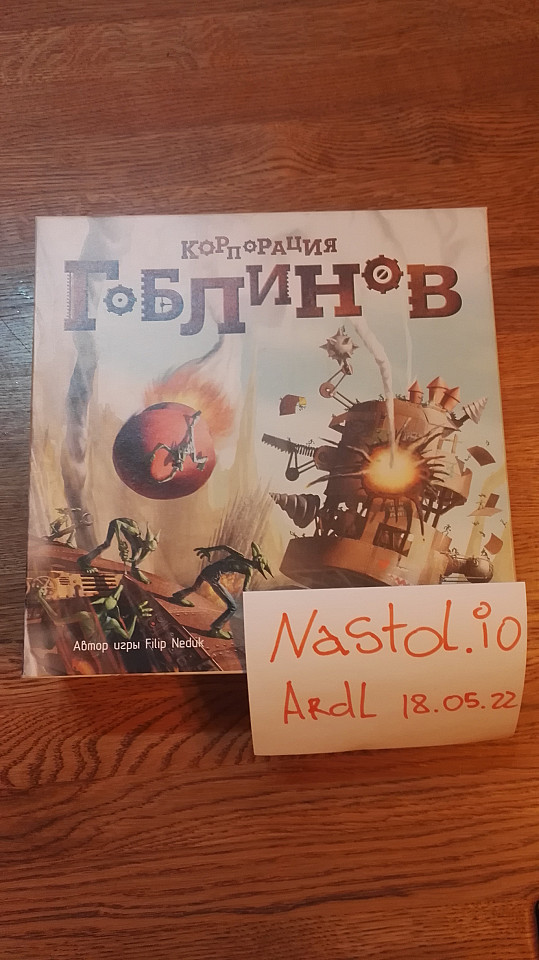 КОРПОРАЦИЯ
ГОБЛИНОВ
Автор игры Filip Neduk
Nastol.io
ArdL 18.05.22